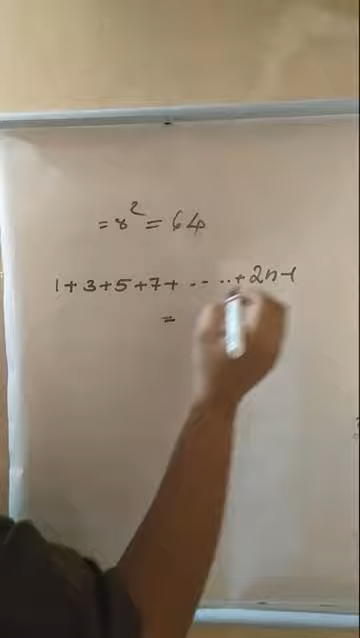 = 8² = 64
1+3+5+7+ ..... + 2n-1
=